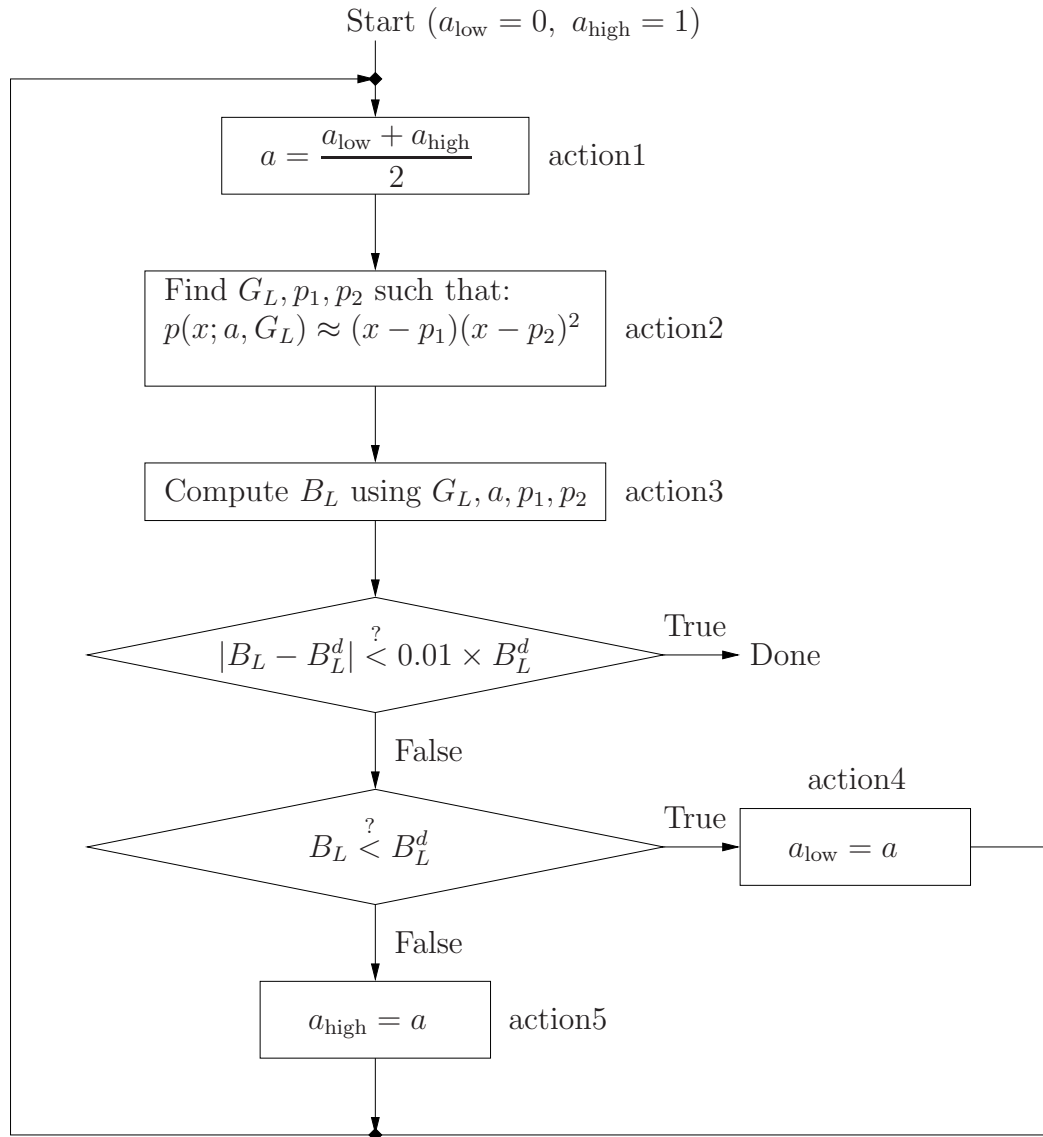 Start (a_low = 0, a_high = 1)
a = (a_low + a_high) / 2
action1
Find G_L, p_1, p_2 such that:
p(x; a, G_L) ≈ (x − p_1)(x − p_2)^2
action2
Compute B_L using G_L, a, p_1, p_2
action3
|B_L − B_L^d| <^? 0.01 × B_L^d
True
Done
False
B_L <^? B_L^d
True
action4
a_low = a
False
a_high = a
action5